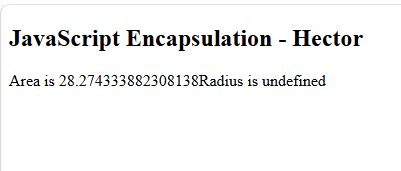 JavaScript Encapsulation - Hector
Area is 28.274333882308138Radius is undefined